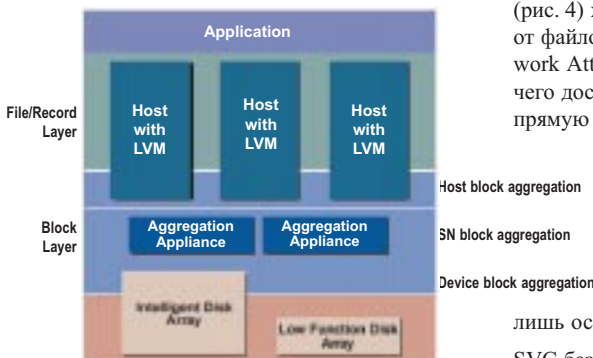 Application
File/Record
Layer
Host
with
LVM
Host
with
LVM
Host
with
LVM
Host block aggregation
Block
Layer
Aggregation
Appliance
Aggregation
Appliance
SN block aggregation
Device block aggregation
Intelligent Disk
Array
Low Function Disk
Array
(рис. 4)
от файло
work Att
чего дос
прямую
лишь ос
SVC без